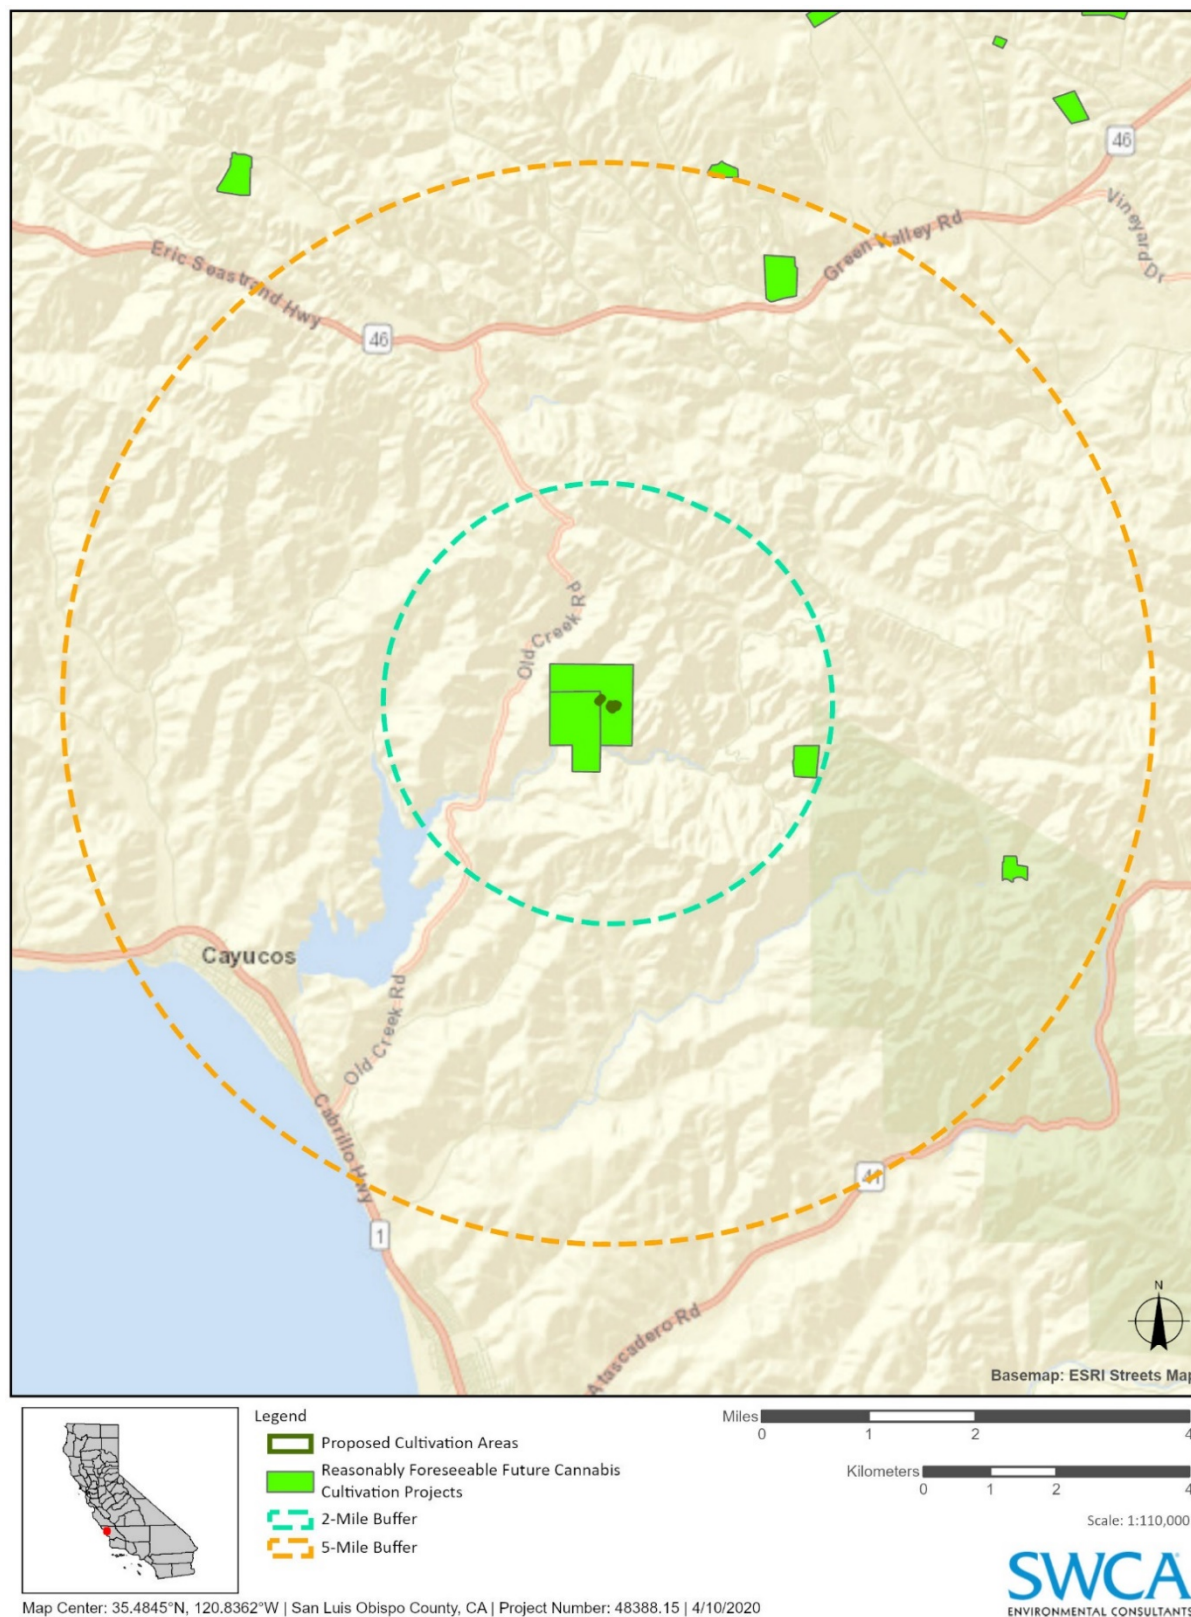 46
Vineyard Dr
Green Valley Rd
Eric Seastrand Hwy
46
Old Creek Rd
Cayucos
Old Creek Rd
Cabrillo Hwy
41
1
Atascadero Rd
N
Basemap: ESRI Streets Map
Legend
Proposed Cultivation Areas
Reasonably Foreseeable Future Cannabis
Cultivation Projects
2-Mile Buffer
5-Mile Buffer
Miles
0 1 2 4
Kilometers
0 1 2 4
Scale: 1:110,000
SWCA
ENVIRONMENTAL CONSULTANTS
Map Center: 35.4845°N, 120.8362°W | San Luis Obispo County, CA | Project Number: 48388.15 | 4/10/2020